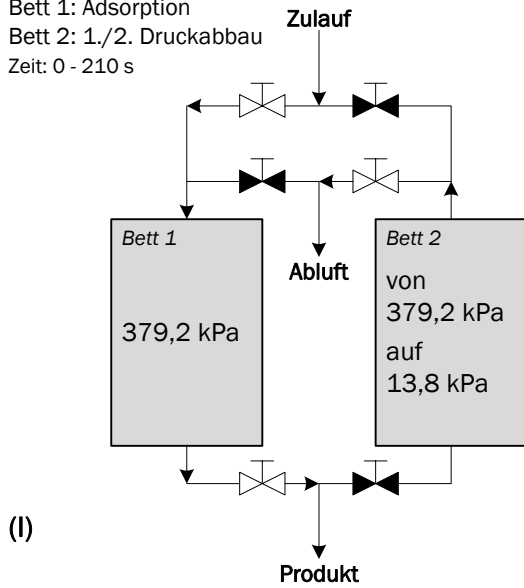 Bett 1: Adsorption
Bett 2: 1./2. Druckabbau
Zeit: 0 - 210 s
Zulauf
Bett 1
379,2 kPa
Abluft
Bett 2
von
379,2 kPa
auf
13,8 kPa
(I)
Produkt